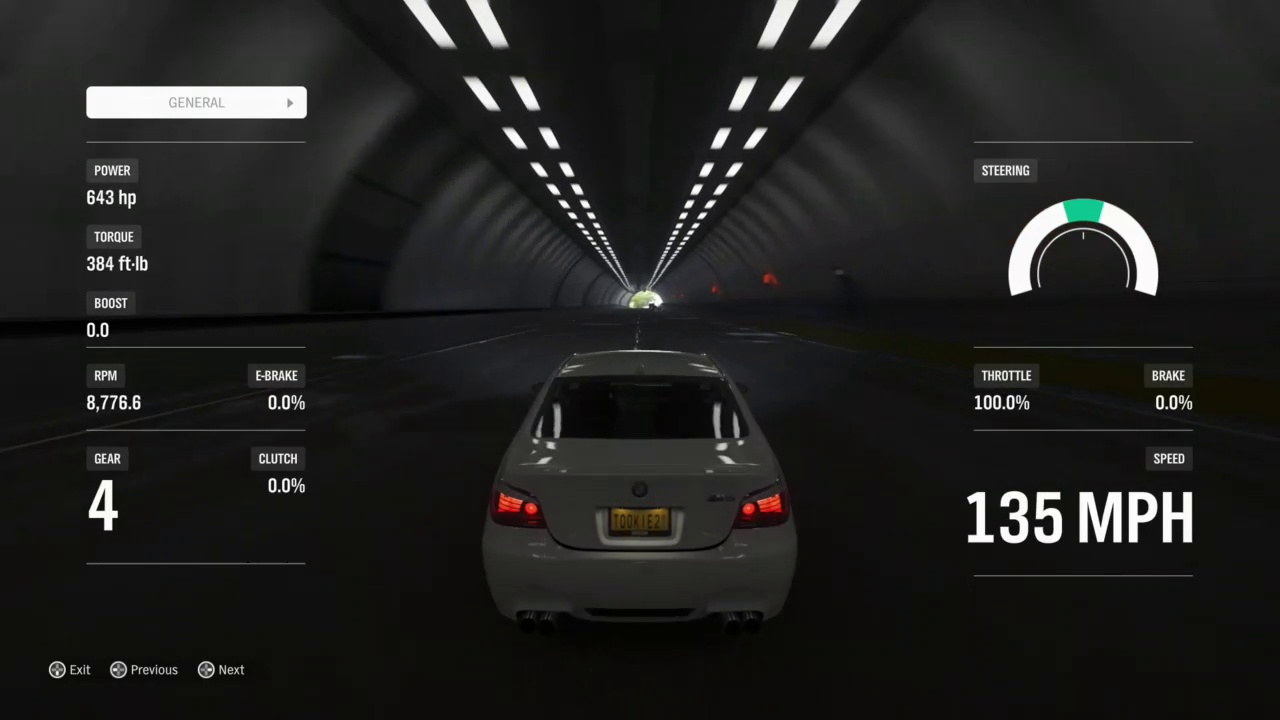 GENERAL
POWER
643 hp
TORQUE
384 ft·lb
BOOST
0.0
RPM
E-BRAKE
8,776.6
0.0%
GEAR
CLUTCH
4
0.0%
STEERING
THROTTLE
BRAKE
100.0%
0.0%
SPEED
135 MPH
TOOKIE2
Exit
Previous
Next